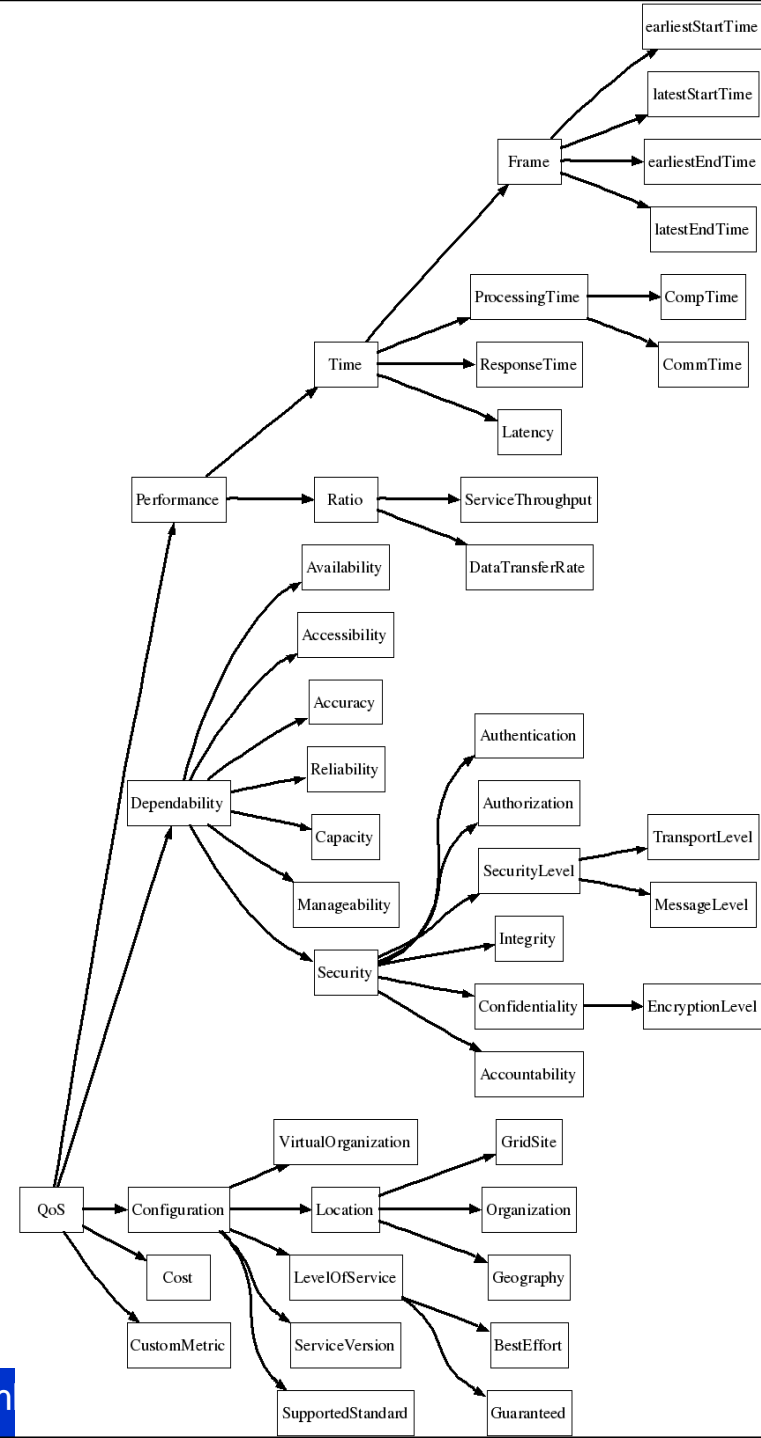 earliestStartTime
latestStartTime
Frame
earliestEndTime
latestEndTime
ProcessingTime
CompTime
Time
ResponseTime
CommTime
Latency
Performance
Ratio
ServiceThroughput
Availability
DataTransferRate
Accessibility
Accuracy
Authentication
Reliability
Dependability
Authorization
Capacity
TransportLevel
SecurityLevel
Manageability
MessageLevel
Integrity
Security
Confidentiality
EncryptionLevel
Accountability
VirtualOrganization
GridSite
QoS
Configuration
Location
Organization
Cost
LevelOfService
Geography
CustomMetric
ServiceVersion
BestEffort
SupportedStandard
Guaranteed